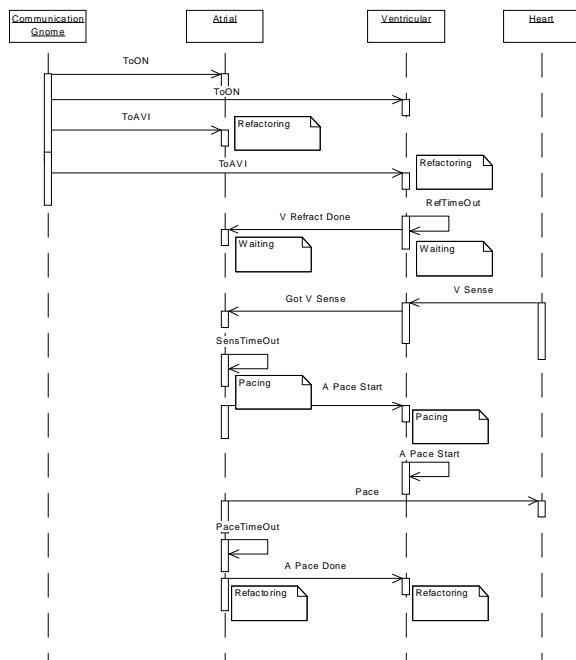 Communication Gnome
Atrial
Ventricular
Heart
ToON
ToON
ToAVI
Refactoring
ToAVI
Refactoring
RefTimeOut
V Refract Done
Waiting
Waiting
V Sense
Got V Sense
SensTimeOut
Pacing
A Pace Start
Pacing
A Pace Start
Pace
PaceTimeOut
A Pace Done
Refactoring
Refactoring